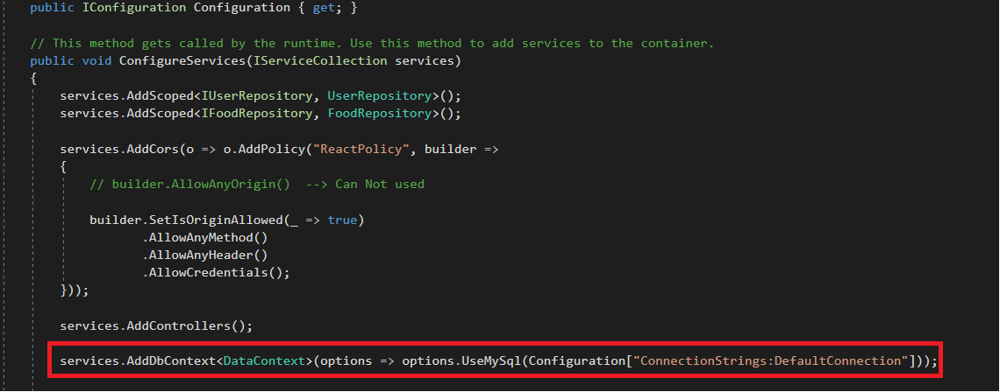 public IConfiguration Configuration { get; }
// This method gets called by the runtime. Use this method to add services to the container.
public void ConfigureServices(IServiceCollection services)
{
services.AddScoped<IUserRepository, UserRepository>();
services.AddScoped<IFoodRepository, FoodRepository>();
services.AddCors(o => o.AddPolicy("ReactPolicy", builder =>
{
// builder.AllowAnyOrigin()  --> Can Not used
builder.SetIsOriginAllowed(_ => true)
.AllowAnyMethod()
.AllowAnyHeader()
.AllowCredentials();
}));
services.AddControllers();
services.AddDbContext<DataContext>(options => options.UseMySql(Configuration["ConnectionStrings:DefaultConnection"]));